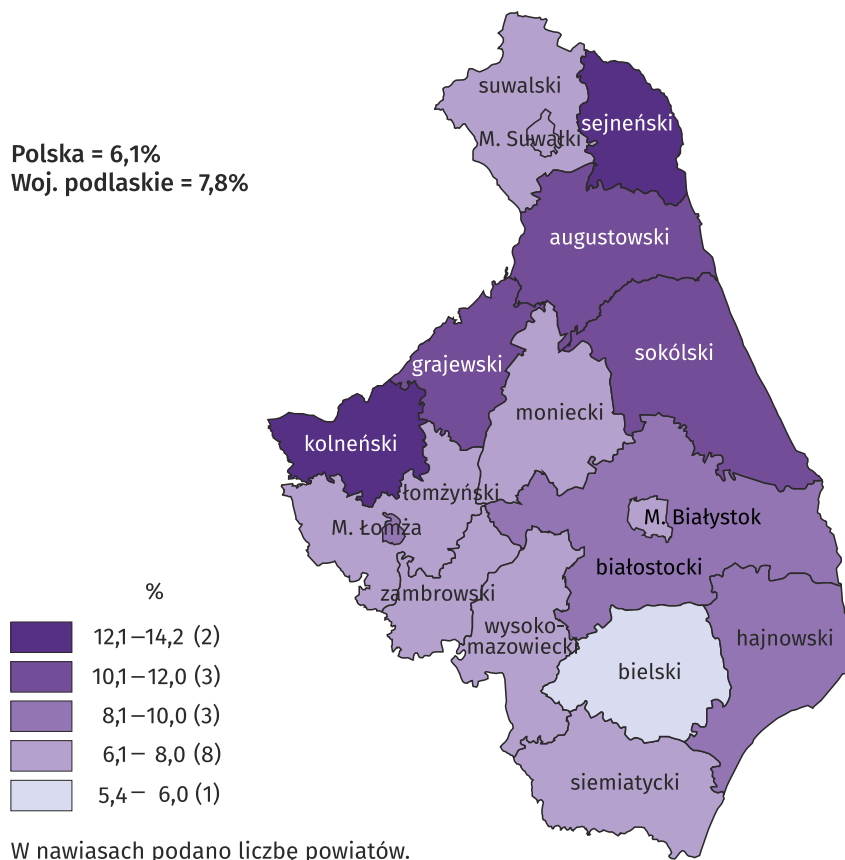 suwalski
sejneński
M. Suwałki
Polska = 6,1%
Woj. podlaskie = 7,8%
augustowski
sokólski
grajewski
moniecki
kolneński
łomżyński
M. Łomża
M. Białystok
białostocki
zambrowski
%
wysoko-
mazowiecki
hajnowski
bielski
12,1–14,2 (2)
10,1–12,0 (3)
8,1–10,0 (3)
6,1– 8,0 (8)
5,4– 6,0 (1)
siemiatycki
W nawiasach podano liczbę powiatów.